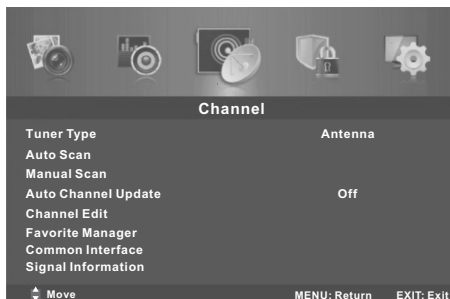 Channel
Tuner Type Antenna
Auto Scan
Manual Scan
Auto Channel Update Off
Channel Edit
Favorite Manager
Common Interface
Signal Information
Move MENU: Return EXIT: Exit